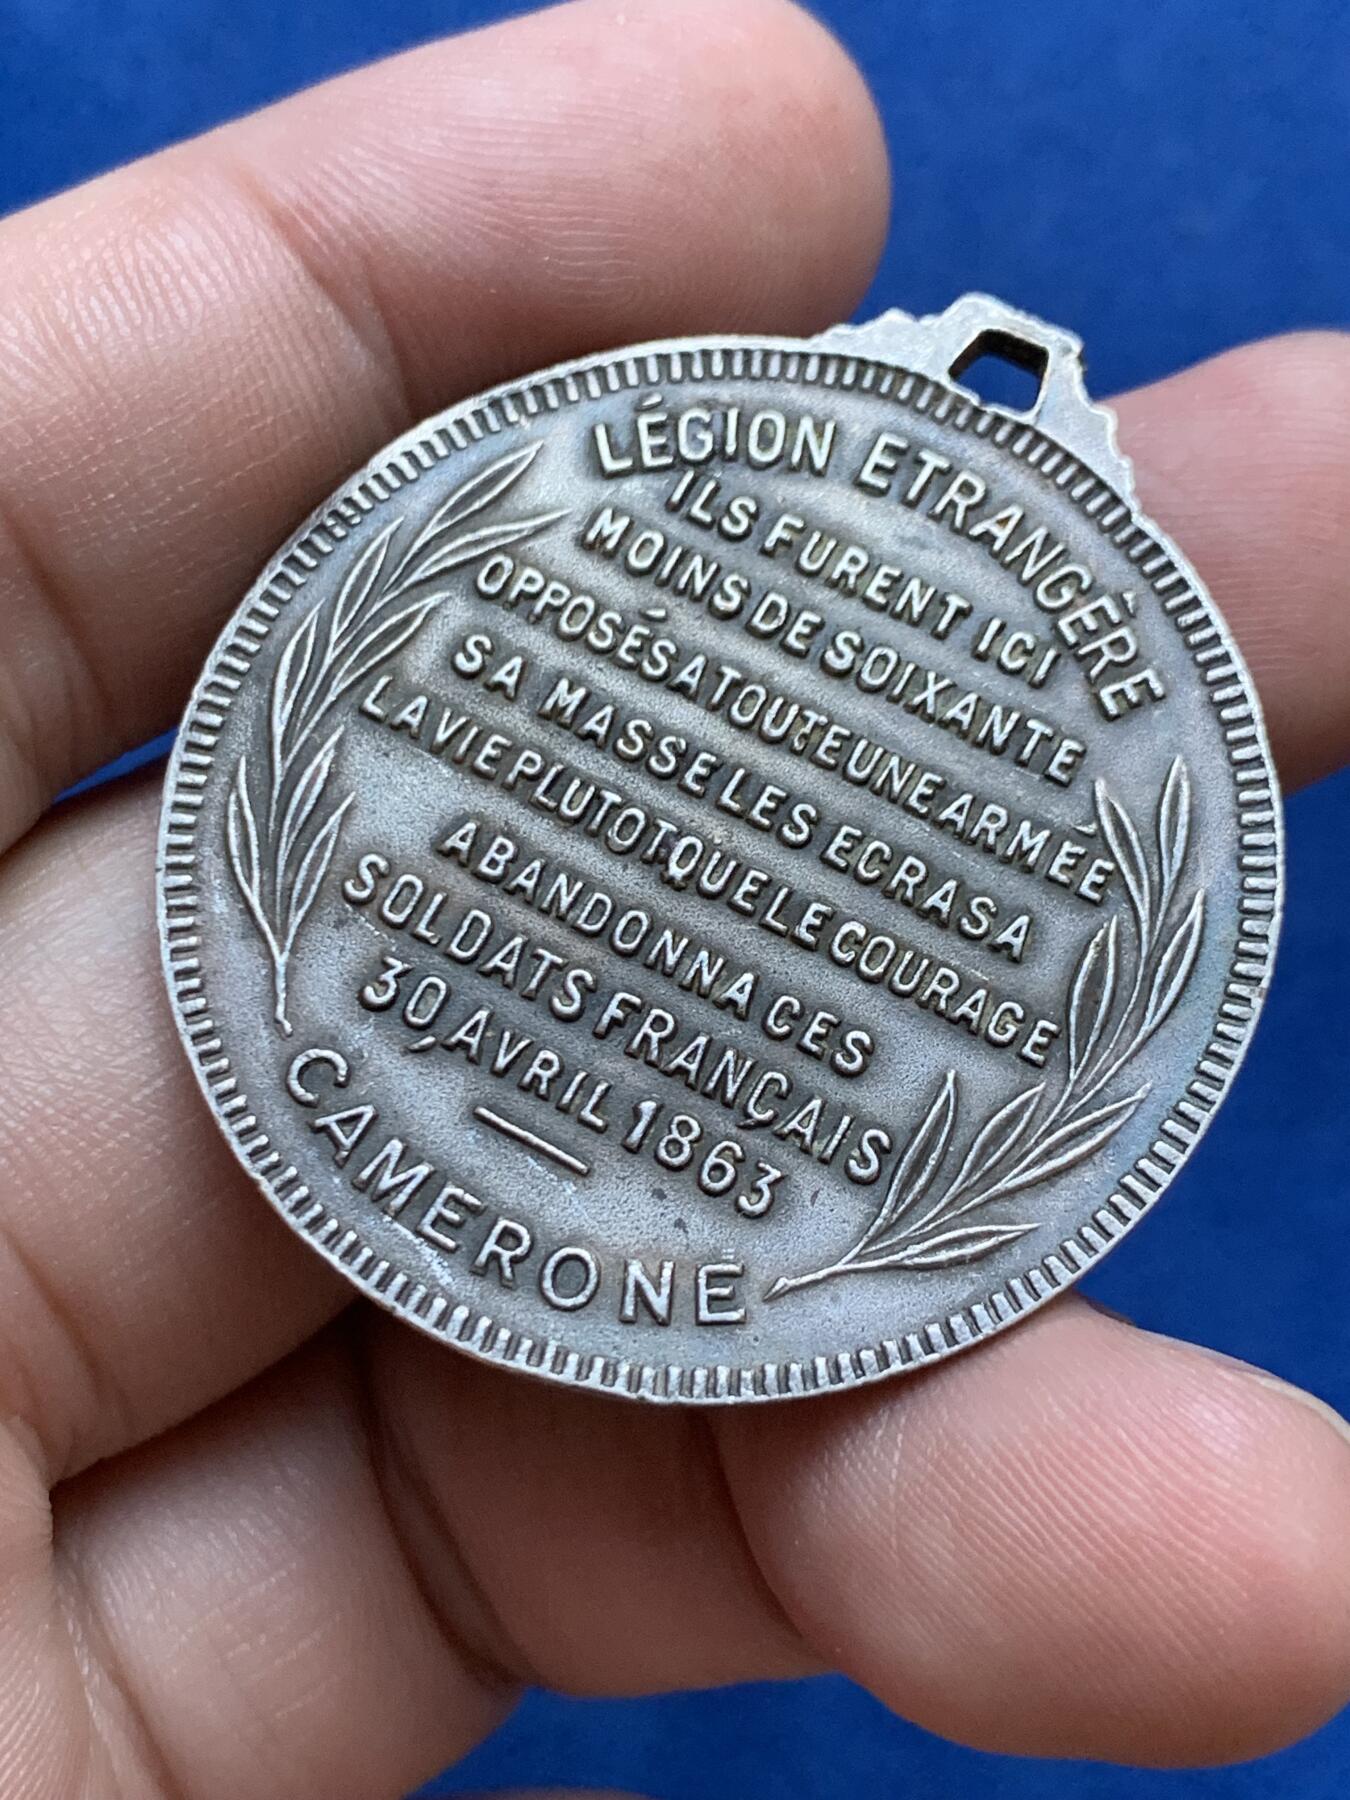 LÉGION ETRANGÈRE
ILS FURENT ICI
MOINS DE SOIXANTE
OPPOSÉS A TOUTE UNE ARMÉE
SA MASSE LES ECRASA
LA VIE PLUTOT QUE LE COURAGE
ABANDONNA CES
SOLDATS FRANÇAIS
30, AVRIL 1863
CAMERONE